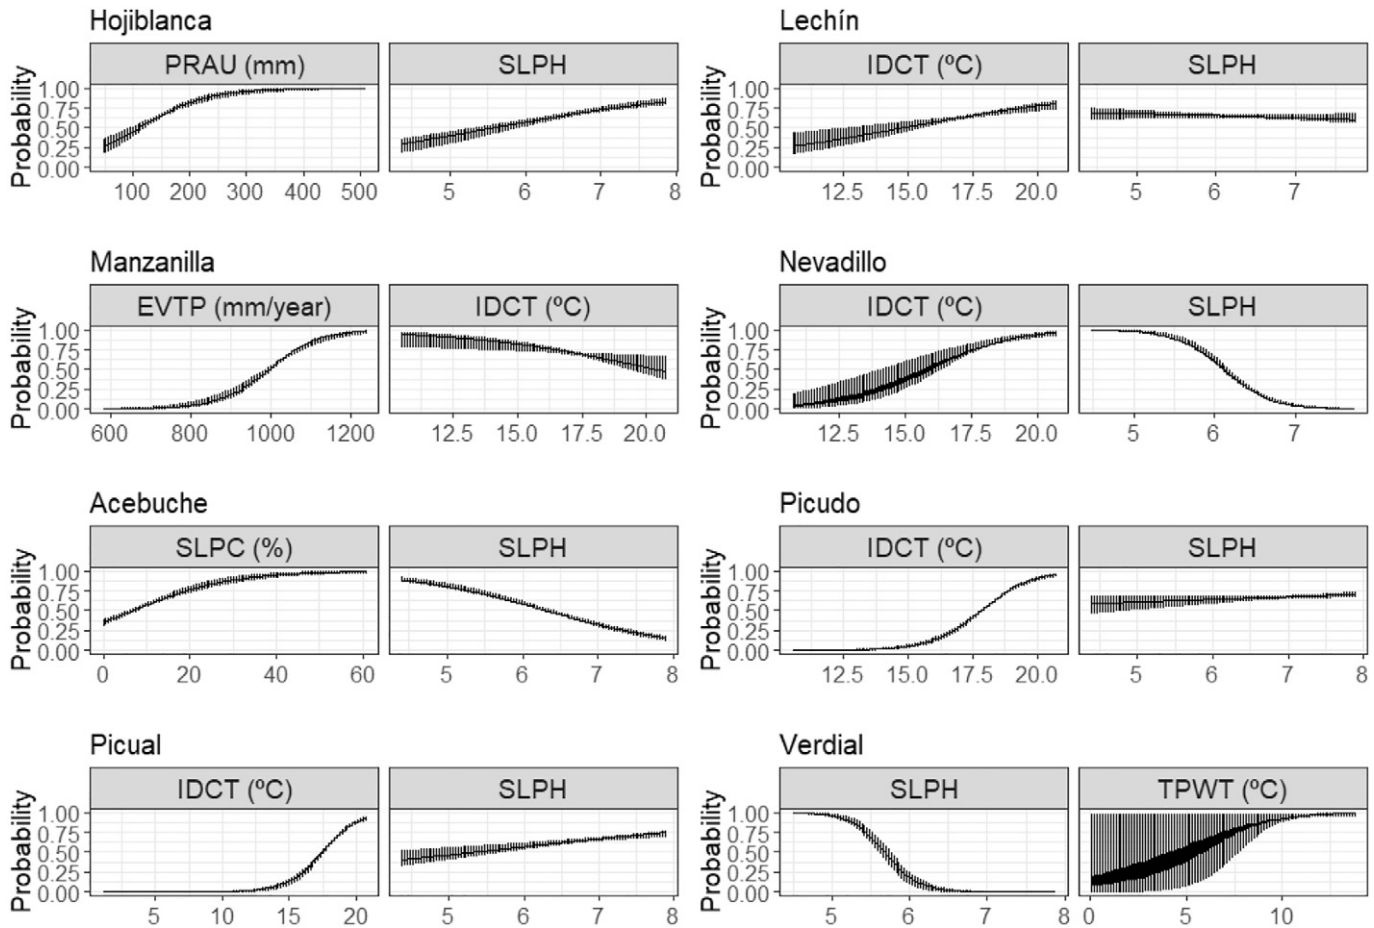 Hojiblanca
PRAU (mm) SLPH
Probability
1.00
0.75
0.50
0.25
0.00
100 200 300 400 500 5 6 7 8
Lechín
IDCT (ºC) SLPH
Probability
1.00
0.75
0.50
0.25
0.00
12.5 15.0 17.5 20.0 5 6 7
Manzanilla
EVTP (mm/year) IDCT (ºC)
Probability
1.00
0.75
0.50
0.25
0.00
600 800 1000 1200 12.5 15.0 17.5 20.0
Nevadillo
IDCT (ºC) SLPH
Probability
1.00
0.75
0.50
0.25
0.00
12.5 15.0 17.5 20.0 5 6 7
Acebuche
SLPC (%) SLPH
Probability
1.00
0.75
0.50
0.25
0.00
0 20 40 60 5 6 7 8
Picudo
IDCT (ºC) SLPH
Probability
1.00
0.75
0.50
0.25
0.00
12.5 15.0 17.5 20.0 5 6 7 8
Picual
IDCT (ºC) SLPH
Probability
1.00
0.75
0.50
0.25
0.00
5 10 15 20 5 6 7 8
Verdial
SLPH TPWT (ºC)
Probability
1.00
0.75
0.50
0.25
0.00
5 6 7 8 0 5 10